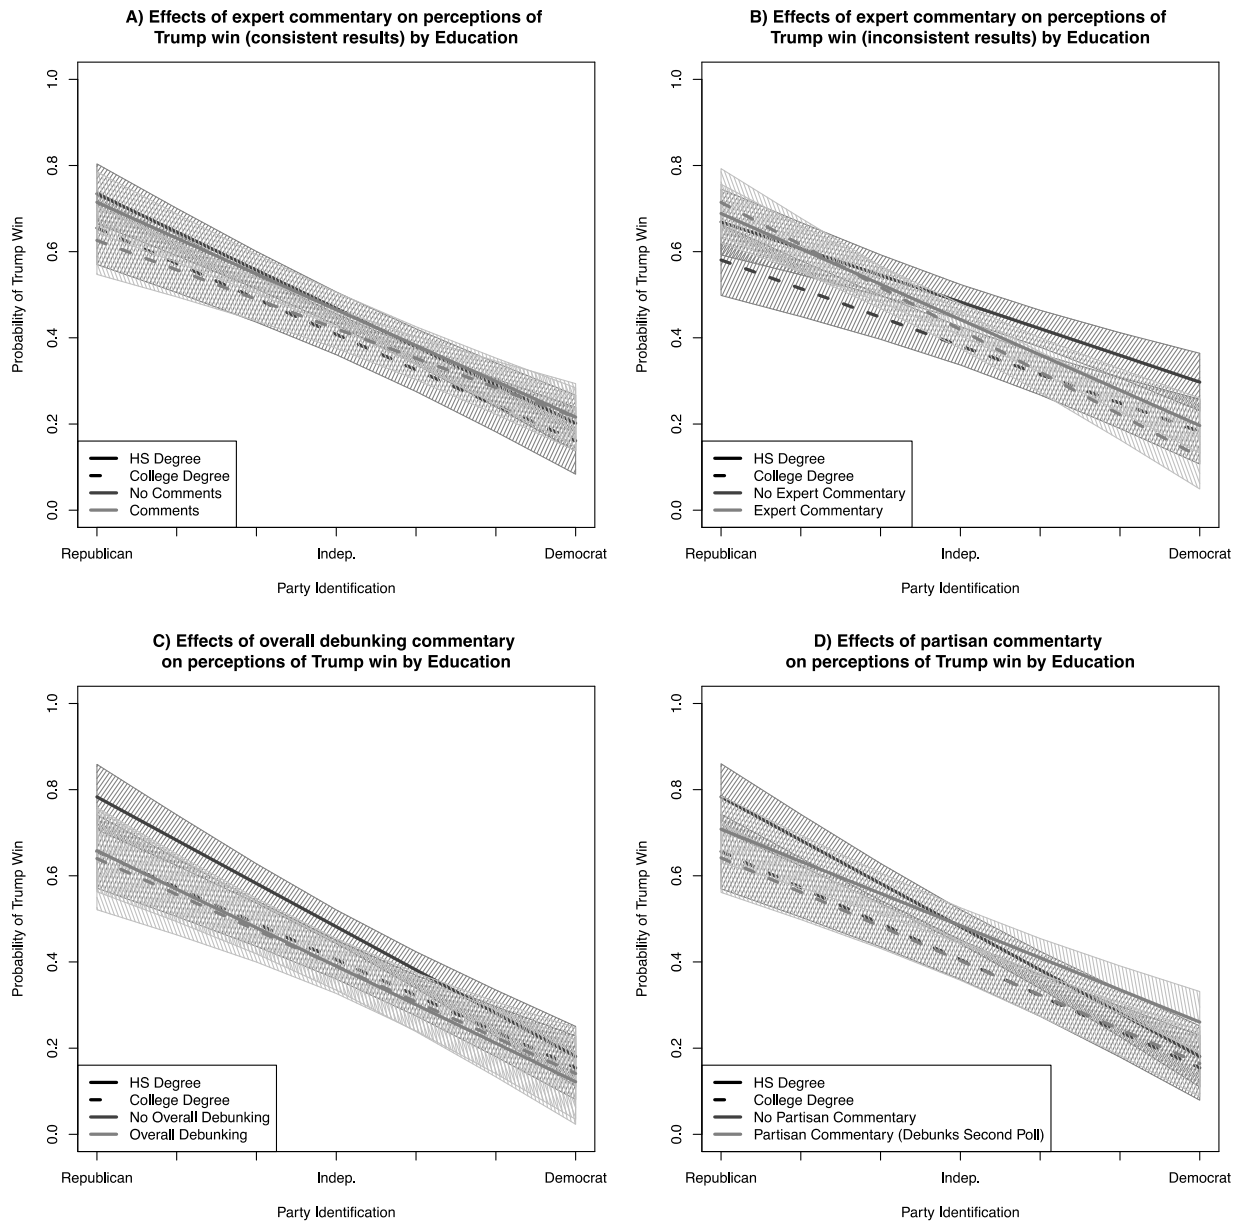 A) Effects of expert commentary on perceptions of
Trump win (consistent results) by Education
Probability of Trump Win
1.0
0.8
0.6
0.4
0.2
0.0
HS Degree
College Degree
No Comments
Comments
Republican
Indep.
Democrat
Party Identification
B) Effects of expert commentary on perceptions of
Trump win (inconsistent results) by Education
Probability of Trump Win
1.0
0.8
0.6
0.4
0.2
0.0
HS Degree
College Degree
No Expert Commentary
Expert Commentary
Republican
Indep.
Democrat
Party Identification
C) Effects of overall debunking commentary
on perceptions of Trump win by Education
Probability of Trump Win
1.0
0.8
0.6
0.4
0.2
0.0
HS Degree
College Degree
No Overall Debunking
Overall Debunking
Republican
Indep.
Democrat
Party Identification
D) Effects of partisan commentarty
on perceptions of Trump win by Education
Probability of Trump Win
1.0
0.8
0.6
0.4
0.2
0.0
HS Degree
College Degree
No Partisan Commentary
Partisan Commentary (Debunks Second Poll)
Republican
Indep.
Democrat
Party Identification